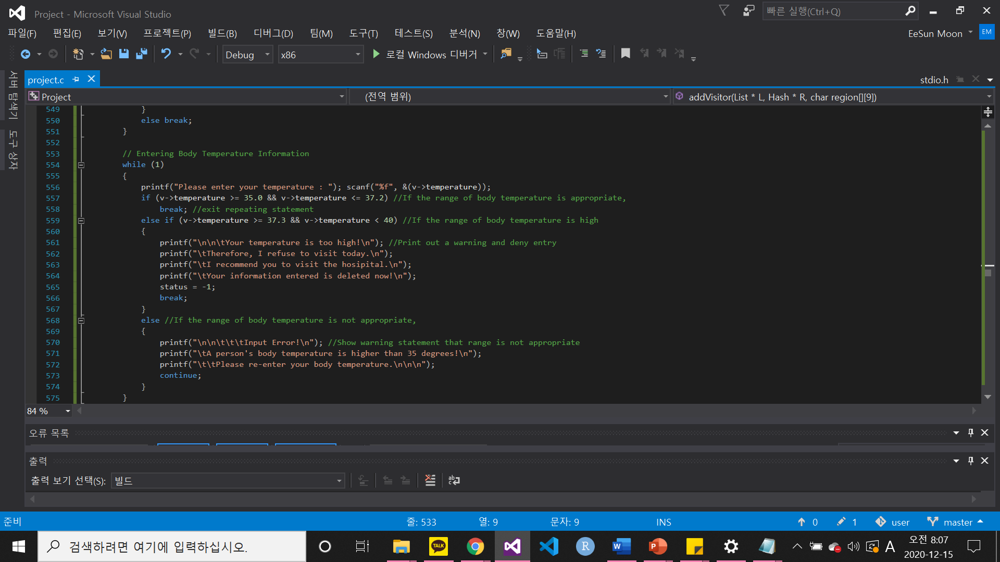 Project - Microsoft Visual Studio
빠른 실행(Ctrl+Q)
파일(F) 편집(E) 보기(V) 프로젝트(P) 빌드(B) 디버그(D) 팀(M) 도구(T) 테스트(S) 분석(N) 창(W) 도움말(H)
EeSun Moon EM
Debug x86 로컬 Windows 디버거
서버 탐색기
도구 상자
project.c
stdio.h
Project (전역 범위) addVisitor(List * L, Hash * R, char region[][9])
549 }
550 else break;
551 }
552
553 // Entering Body Temperature Information
554 while (1)
555 {
556 printf("Please enter your temperature : "); scanf("%f", &(v->temperature));
557 if (v->temperature >= 35.0 && v->temperature <= 37.2) //If the range of body temperature is appropriate,
558 break; //exit repeating statement
559 else if (v->temperature >= 37.3 && v->temperature < 40) //If the range of body temperature is high
560 {
561 printf("\n\n\tYour temperature is too high!\n"); //Print out a warning and deny entry
562 printf("\tTherefore, I refuse to visit today.\n");
563 printf("\tI recommend you to visit the hosipital.\n");
564 printf("\tYour information entered is deleted now!\n");
565 status = -1;
566 break;
567 }
568 else //If the range of body temperature is not appropriate,
569 {
570 printf("\n\n\t\t\tInput Error!\n"); //Show warning statement that range is not appropriate
571 printf("\tA person's body temperature is higher than 35 degrees!\n");
572 printf("\t\tPlease re-enter your body temperature.\n\n\n");
573 continue;
574 }
575 }
84 %
오류 목록
출력
출력 보기 선택(S): 빌드
준비 줄: 533 열: 9 문자: 9 INS 0 1 user master
검색하려면 여기에 입력하십시오.
TALK
R
W
P
A
오전 8:07
2020-12-15